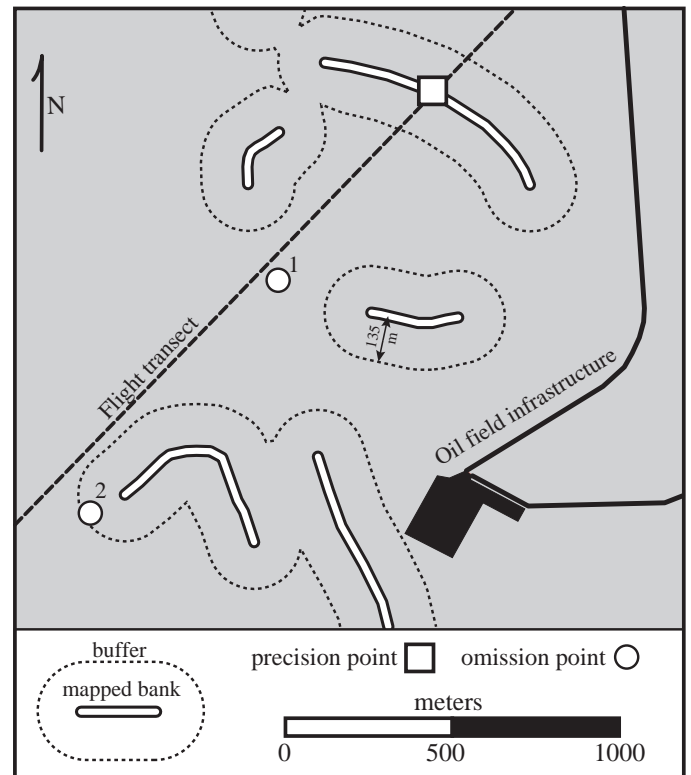 N
1
135
m
Flight transect
Oil field infrastructure
2
buffer
mapped bank
precision point
omission point
meters
0 500 1000